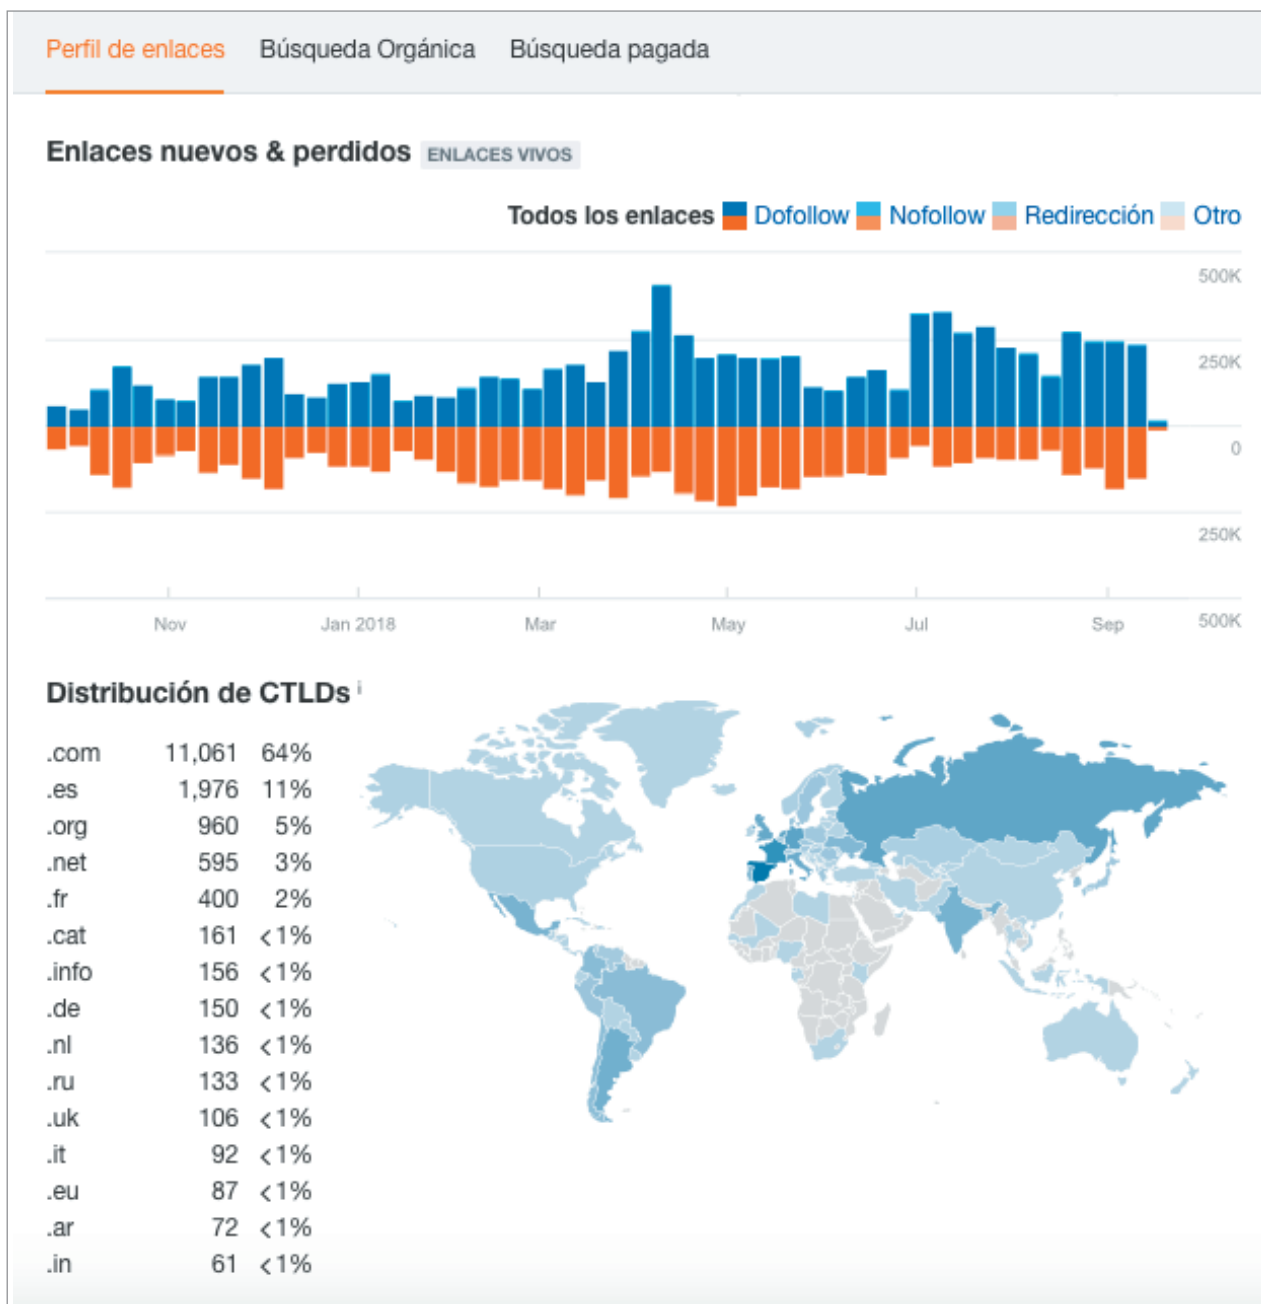 Perfil de enlaces Búsqueda Orgánica Búsqueda pagada
Enlaces nuevos & perdidos ENLACES VIVOS
Todos los enlaces Dofollow Nofollow Redirección Otro
500K
250K
0
250K
500K
Nov Jan 2018 Mar May Jul Sep
Distribución de CTLDs i
.com 11,061 64%
.es 1,976 11%
.org 960 5%
.net 595 3%
.fr 400 2%
.cat 161 <1%
.info 156 <1%
.de 150 <1%
.nl 136 <1%
.ru 133 <1%
.uk 106 <1%
.it 92 <1%
.eu 87 <1%
.ar 72 <1%
.in 61 <1%